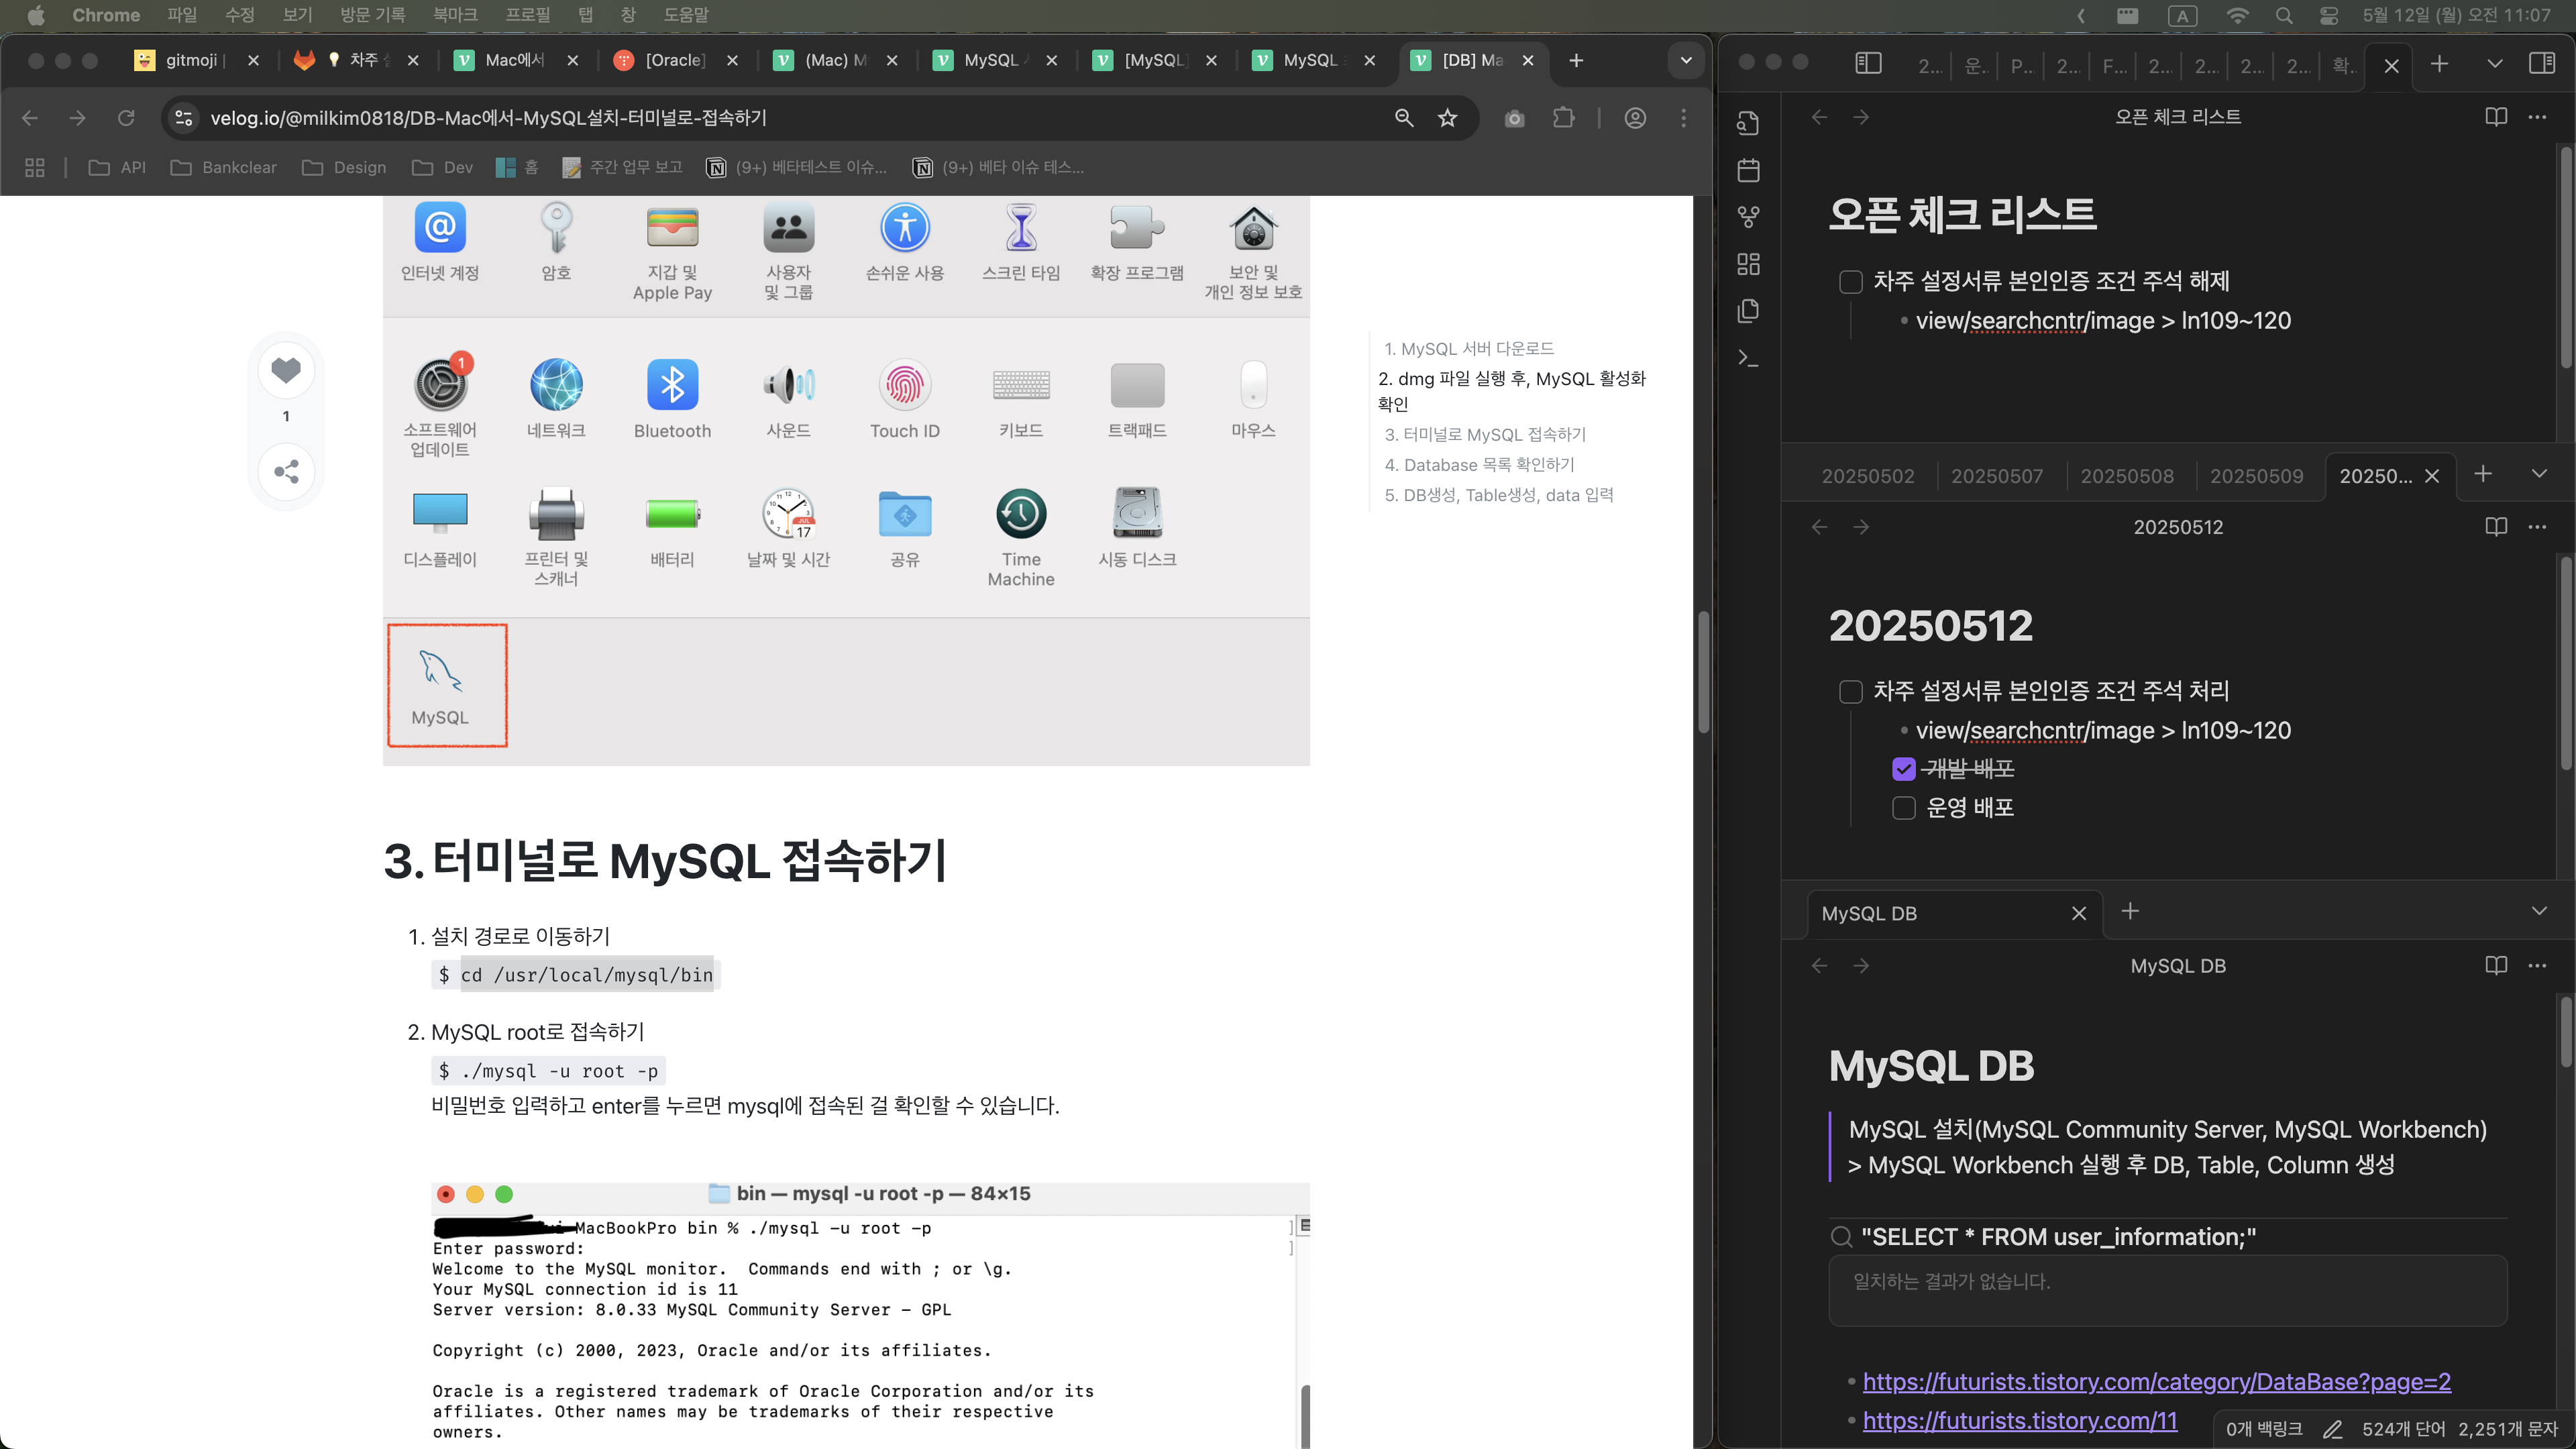 Chrome 파일 수정 보기 방문 기록 북마크 프로필 탭 창 도움말
A 5월 12일 (월) 오전 11:07
gitmoji | 차주 Mac에서 [Oracle] (Mac) M MySQL [MySQL] MySQL [DB] Ma
velog.io/@milkim0818/DB-Mac에서-MySQL설치-터미널로-접속하기
API Bankclear Design Dev 홈 주간 업무 보고 (9+) 베타테스트 이슈... (9+) 베타 이슈 테스...
인터넷 계정 암호 지갑 및 사용자 손쉬운 사용 스크린 타임 확장 프로그램 보안 및
Apple Pay 및 그룹 개인 정보 보호
1
소프트웨어 네트워크 Bluetooth 사운드 Touch ID 키보드 트랙패드 마우스
업데이트
JUL
17
디스플레이 프린터 및 배터리 날짜 및 시간 공유 Time 시동 디스크
스캐너 Machine
MySQL
1
1. MySQL 서버 다운로드
2. dmg 파일 실행 후, MySQL 활성화
확인
3. 터미널로 MySQL 접속하기
4. Database 목록 확인하기
5. DB생성, Table생성, data 입력
3. 터미널로 MySQL 접속하기
1. 설치 경로로 이동하기
$ cd /usr/local/mysql/bin
2. MySQL root로 접속하기
$ ./mysql -u root -p
비밀번호 입력하고 enter를 누르면 mysql에 접속된 걸 확인할 수 있습니다.
bin — mysql -u root -p — 84×15
MacBookPro bin % ./mysql -u root -p
Enter password:
Welcome to the MySQL monitor.  Commands end with ; or \g.
Your MySQL connection id is 11
Server version: 8.0.33 MySQL Community Server - GPL
Copyright (c) 2000, 2023, Oracle and/or its affiliates.
Oracle is a registered trademark of Oracle Corporation and/or its
affiliates. Other names may be trademarks of their respective
owners.
2... 운.. P... 2... F... 2... 2... 2... 2... 확..
오픈 체크 리스트
오픈 체크 리스트
차주 설정서류 본인인증 조건 주석 해제
view/searchcntr/image > ln109~120
20250502 20250507 20250508 20250509 20250...
20250512
20250512
차주 설정서류 본인인증 조건 주석 처리
view/searchcntr/image > ln109~120
개발 배포
운영 배포
MySQL DB
MySQL DB
MySQL DB
MySQL 설치(MySQL Community Server, MySQL Workbench)
> MySQL Workbench 실행 후 DB, Table, Column 생성
"SELECT * FROM user_information;"
일치하는 결과가 없습니다.
https://futurists.tistory.com/category/DataBase?page=2
https://futurists.tistory.com/11
0개 백링크 524개 단어 2,251개 문자